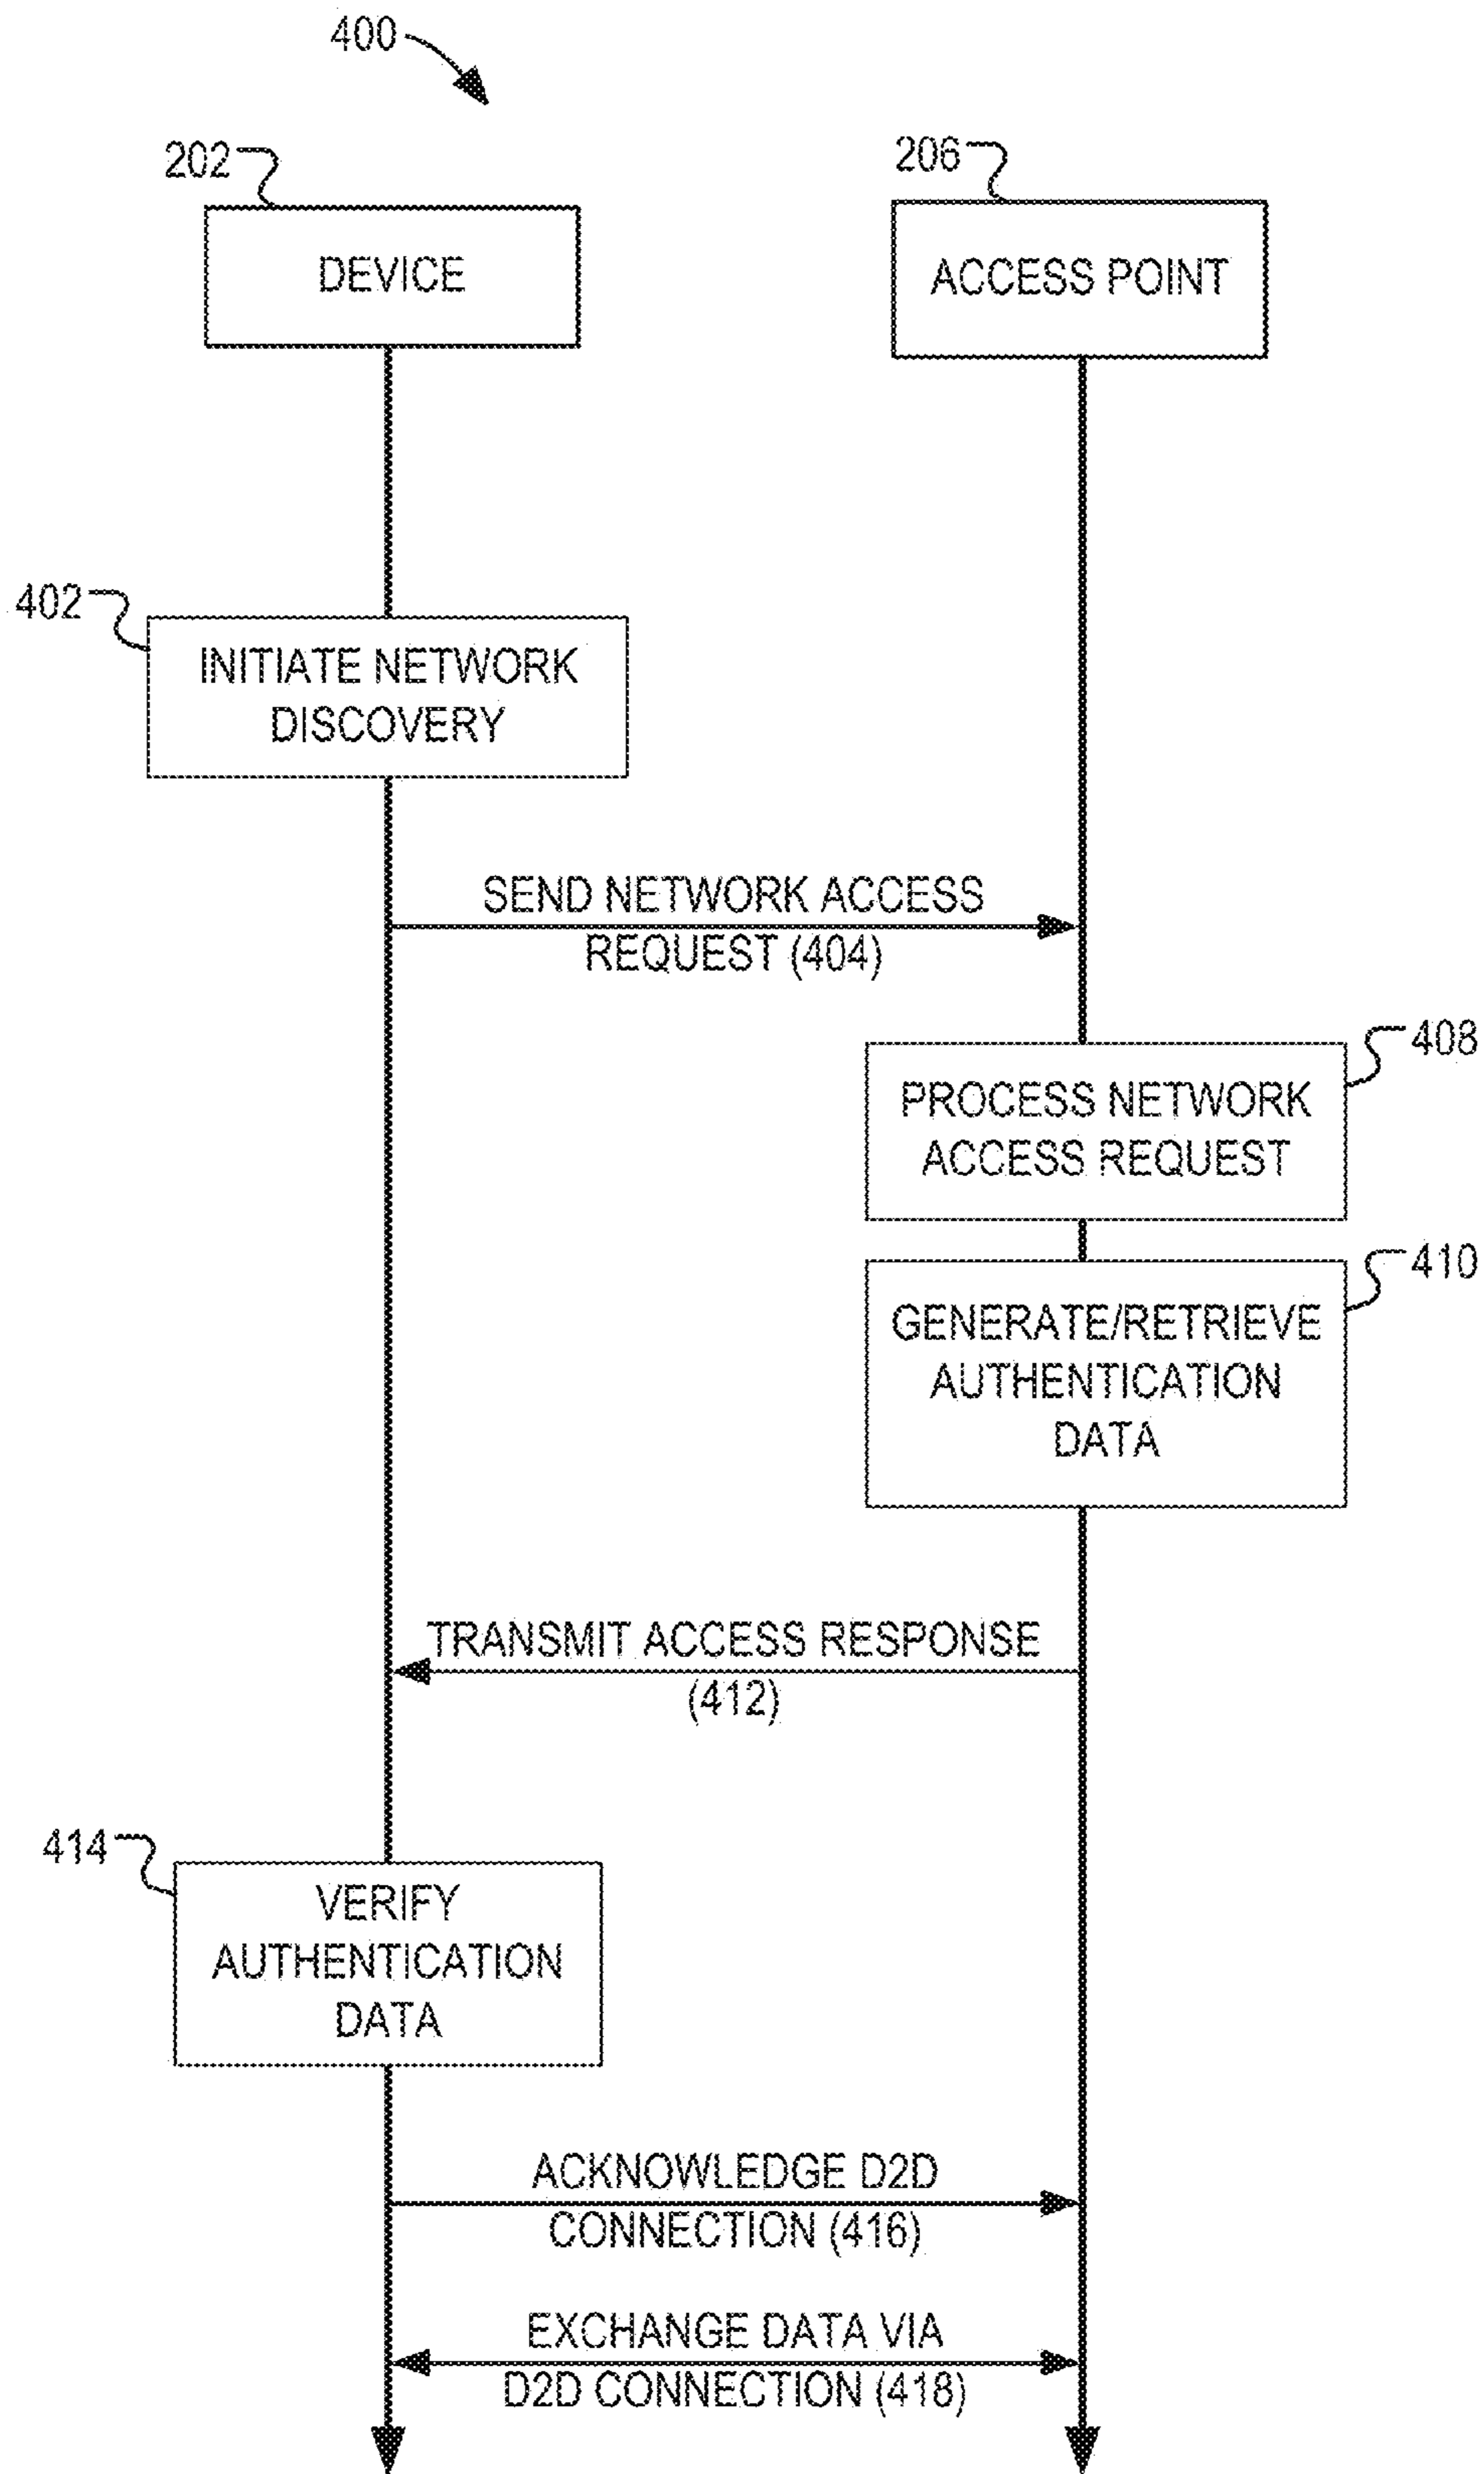 400
202
206
DEVICE
ACCESS POINT
402
INITIATE NETWORK
DISCOVERY
SEND NETWORK ACCESS
REQUEST (404)
408
PROCESS NETWORK
ACCESS REQUEST
410
GENERATE/RETRIEVE
AUTHENTICATION
DATA
TRANSMIT ACCESS RESPONSE
(412)
414
VERIFY
AUTHENTICATION
DATA
ACKNOWLEDGE D2D
CONNECTION (416)
EXCHANGE DATA VIA
D2D CONNECTION (418)